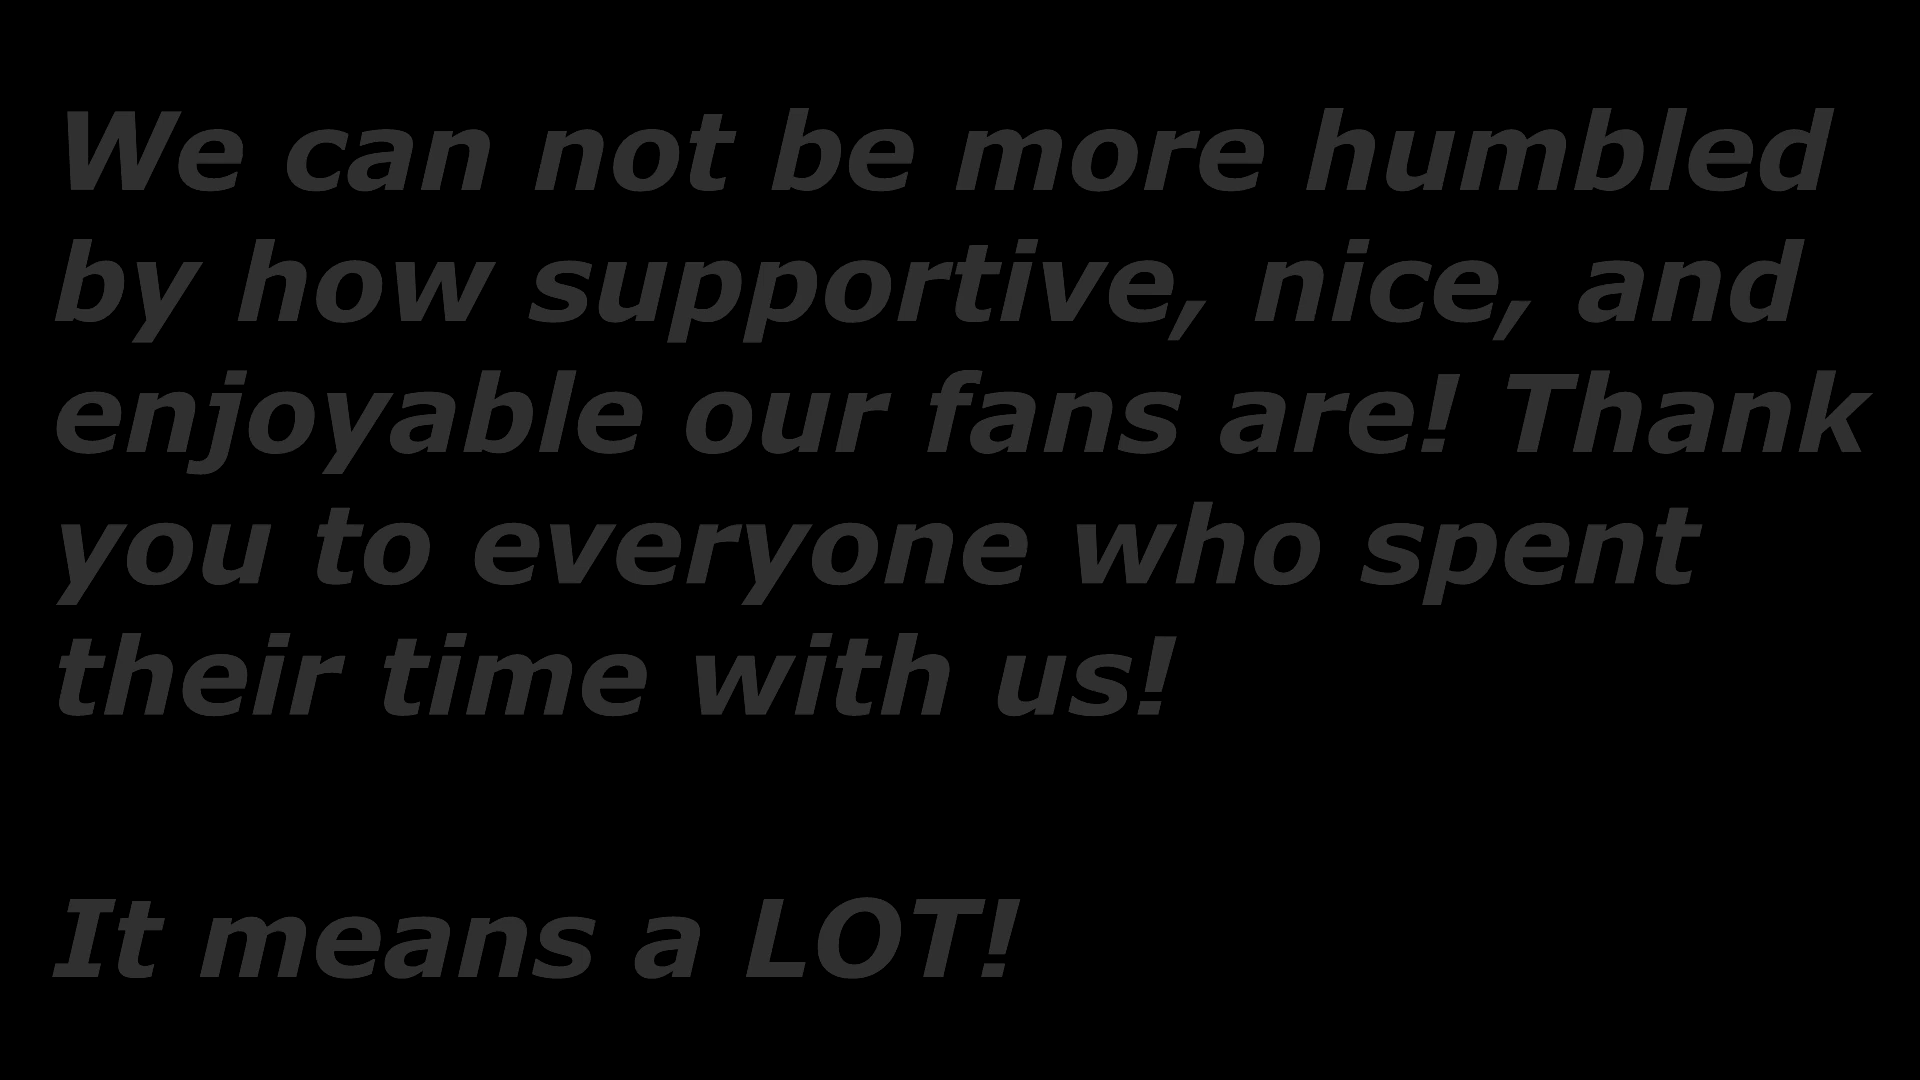 We can not be more humbled
by how supportive, nice, and
enjoyable our fans are! Thank
you to everyone who spent
their time with us!
It means a LOT!